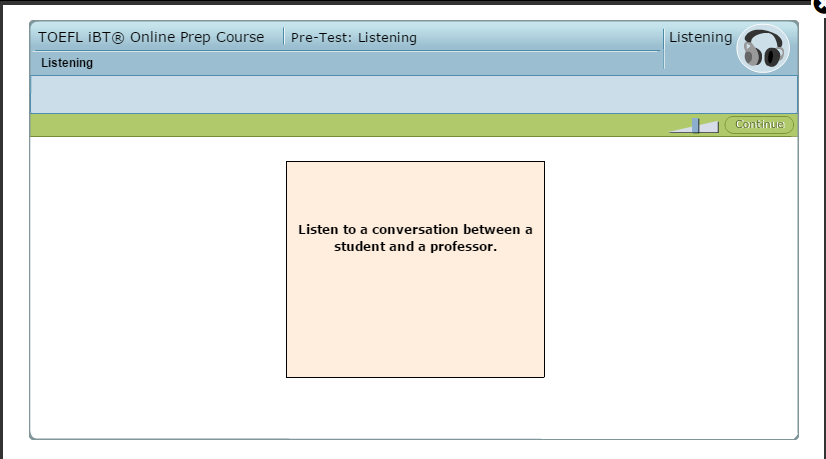 TOEFL iBT® Online Prep Course
Pre-Test: Listening
Listening
Listening
Continue
Listen to a conversation between a
student and a professor.